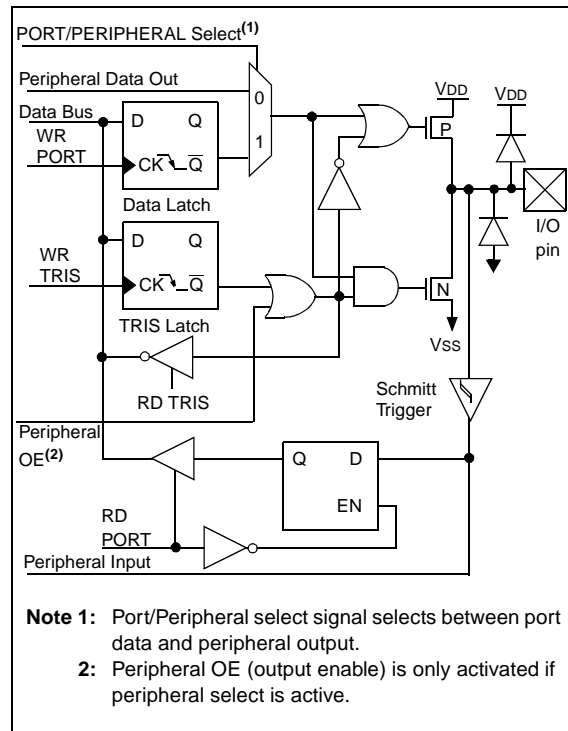 PORT/PERIPHERAL Select(1)
Peripheral Data Out
Data Bus
WR
PORT
D Q
CK Q
Data Latch
0
1
VDD
P
VDD
I/O
pin
WR
TRIS
D Q
CK Q
TRIS Latch
N
VSS
RD TRIS
Schmitt
Trigger
Peripheral
OE(2)
Q D
EN
RD
PORT
Peripheral Input
Note 1: Port/Peripheral select signal selects between port
data and peripheral output.
2: Peripheral OE (output enable) is only activated if
peripheral select is active.